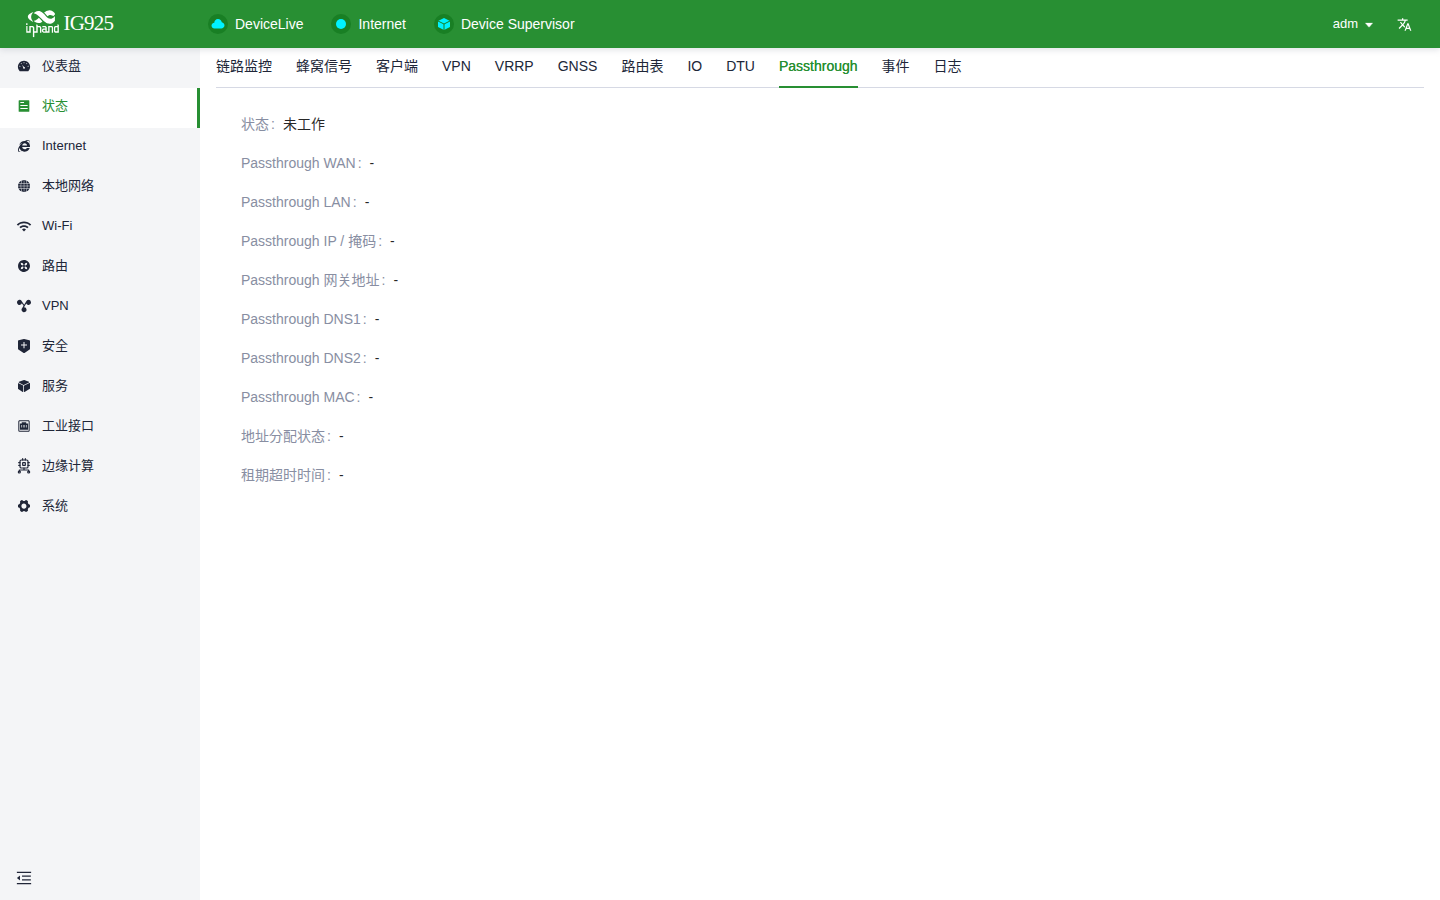 inhand IG925 DeviceLive Internet Device Supervisor adm
仪表盘
状态
Internet
本地网络
Wi-Fi
路由
VPN
安全
服务
工业接口
边缘计算
系统
链路监控 蜂窝信号 客户端 VPN VRRP GNSS 路由表 IO DTU Passthrough 事件 日志
状态： 未工作
Passthrough WAN： -
Passthrough LAN： -
Passthrough IP / 掩码： -
Passthrough 网关地址： -
Passthrough DNS1： -
Passthrough DNS2： -
Passthrough MAC： -
地址分配状态： -
租期超时时间： -